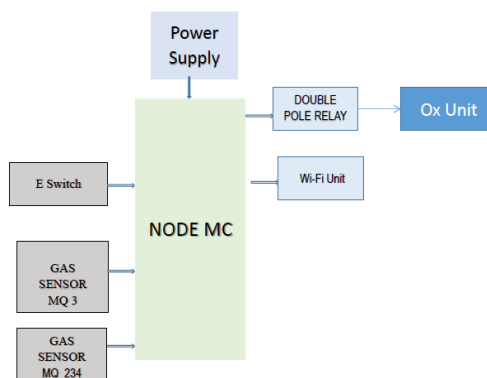 Power
Supply
DOUBLE
POLE RELAY
Ox Unit
E Switch
Wi-Fi Unit
NODE MC
GAS
SENSOR
MQ 3
GAS
SENSOR
MQ 234